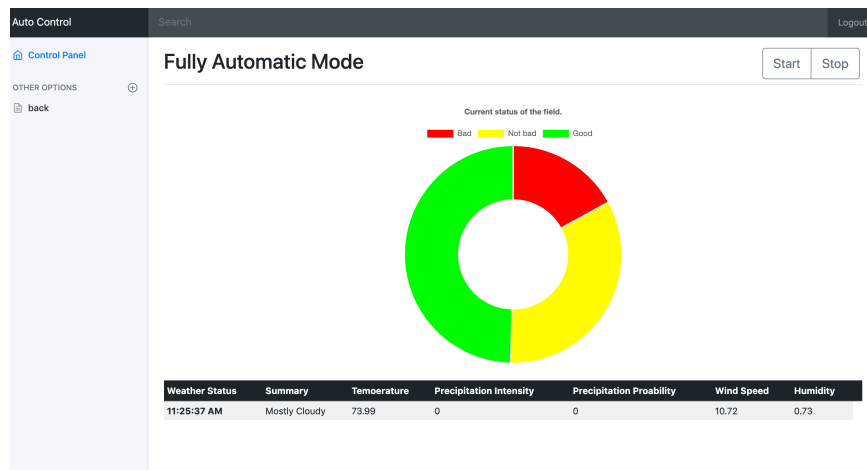 Auto Control
Search
Logout
Control Panel
OTHER OPTIONS
back
Fully Automatic Mode
Start Stop
Current status of the field.
Bad Not bad Good
Weather Status Summary Temoerature Precipitation Intensity Precipitation Proability Wind Speed Humidity
11:25:37 AM Mostly Cloudy 73.99 0 0 10.72 0.73